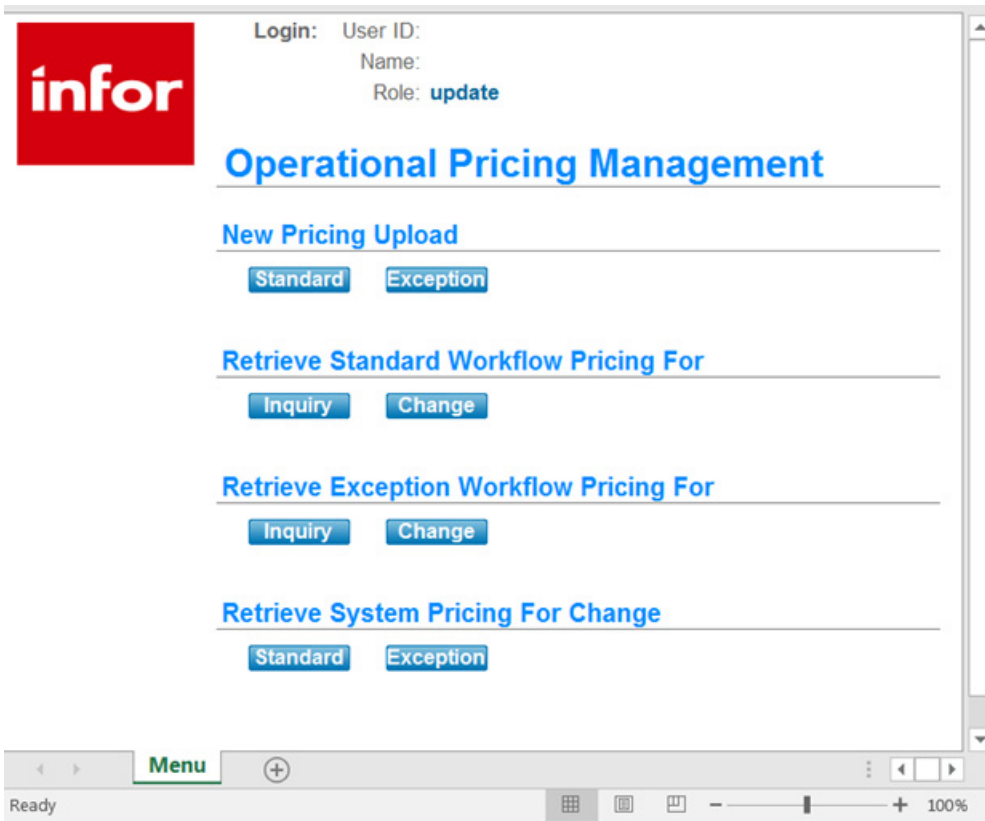 infor
Login: User ID:
Name:
Role: update
Operational Pricing Management
New Pricing Upload
Standard Exception
Retrieve Standard Workflow Pricing For
Inquiry Change
Retrieve Exception Workflow Pricing For
Inquiry Change
Retrieve System Pricing For Change
Standard Exception
Menu
Ready 100%